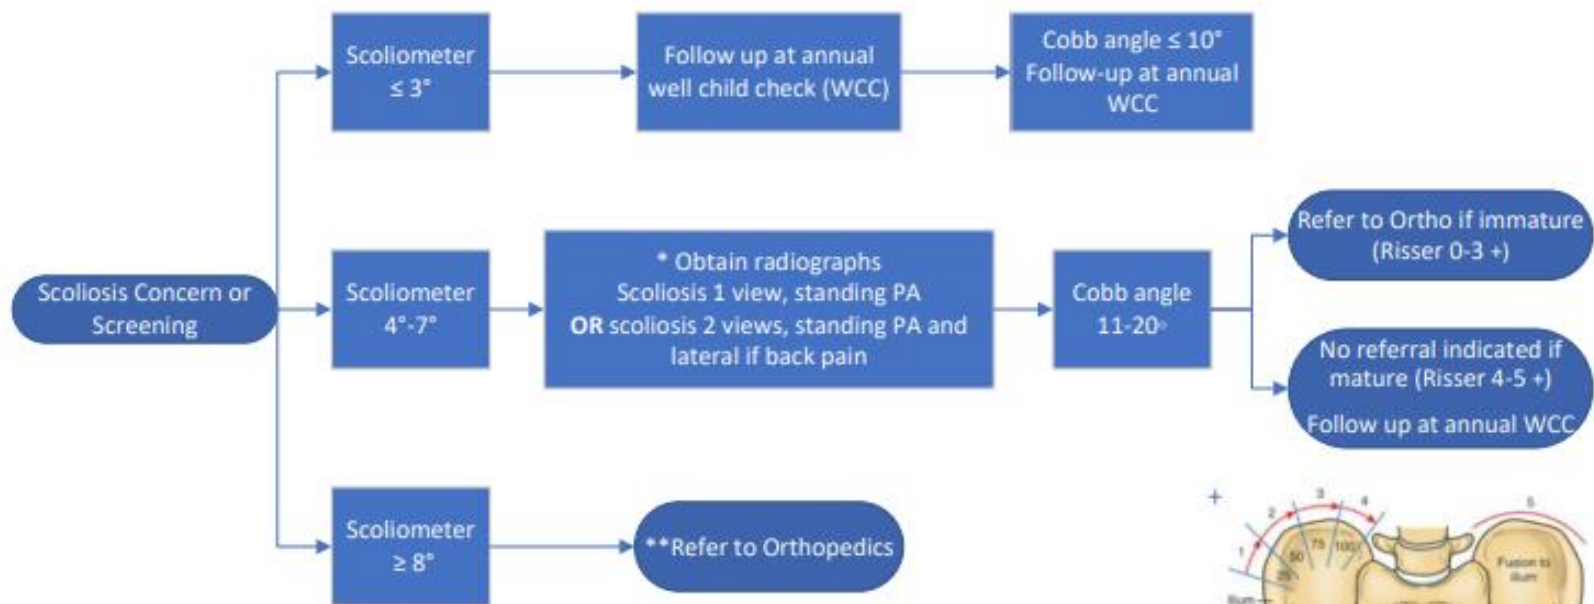 Scoliosis Concern or
Screening
Scoliometer
≤ 3°
Follow up at annual
well child check (WCC)
Cobb angle ≤ 10°
Follow-up at annual
WCC
Scoliometer
4°-7°
* Obtain radiographs
Scoliosis 1 view, standing PA
OR scoliosis 2 views, standing PA and
lateral if back pain
Cobb angle
11-20°
Refer to Ortho if immature
(Risser 0-3 +)
No referral indicated if
mature (Risser 4-5 +)
Follow up at annual WCC
Scoliometer
≥ 8°
**Refer to Orthopedics
+
1
2
3
4
5
25
50
75
100
Fusion to
ilium
Ilium